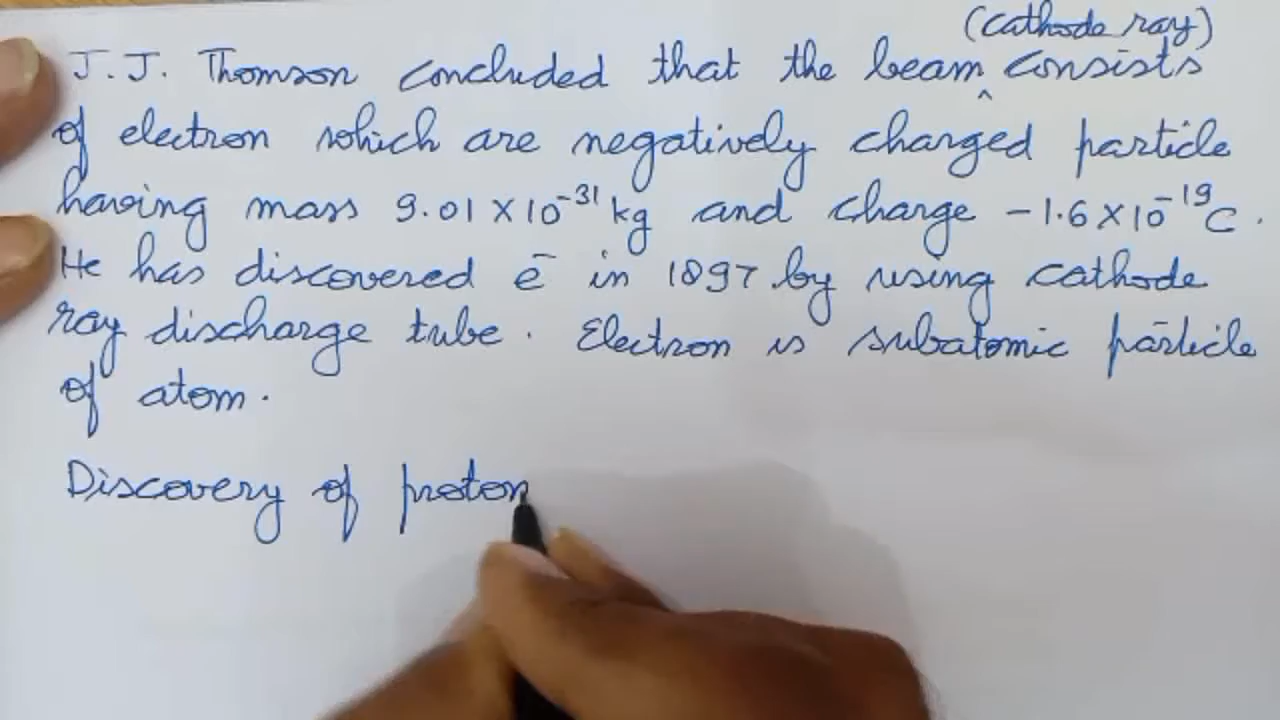 (cathode ray)
J.J. Thomson concluded that the beam ^ consists
of electron which are negatively charged particle
having mass 9.01 X 10⁻³¹ kg and charge -1.6 X 10⁻¹⁹ C.
He has discovered e⁻ in 1897 by using cathode
ray discharge tube. Electron is subatomic particle
of atom.
Discovery of proton